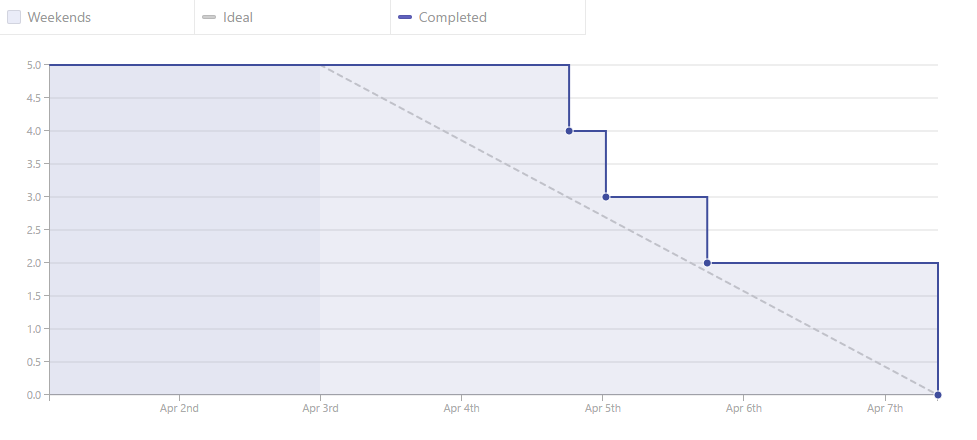 Weekends
Ideal
Completed
5.0
4.5
4.0
3.5
3.0
2.5
2.0
1.5
1.0
0.5
0.0
Apr 2nd
Apr 3rd
Apr 4th
Apr 5th
Apr 6th
Apr 7th